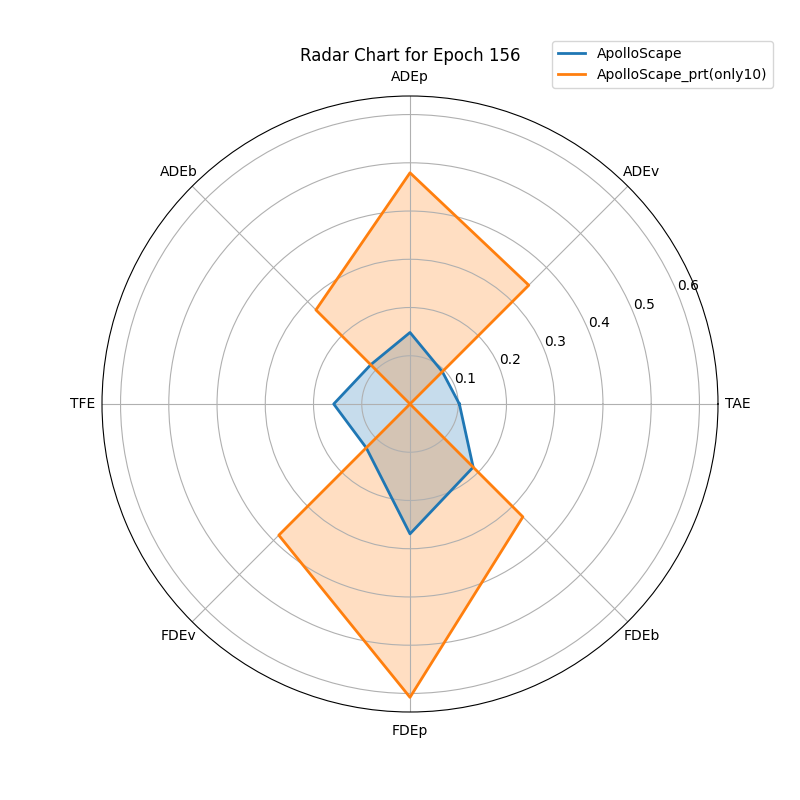 Radar Chart for Epoch 156
ApolloScape
ApolloScape_prt(only10)
ADEp
ADEb
ADEv
0.6
0.5
0.4
0.3
0.2
0.1
TFE
TAE
FDEv
FDEb
FDEp